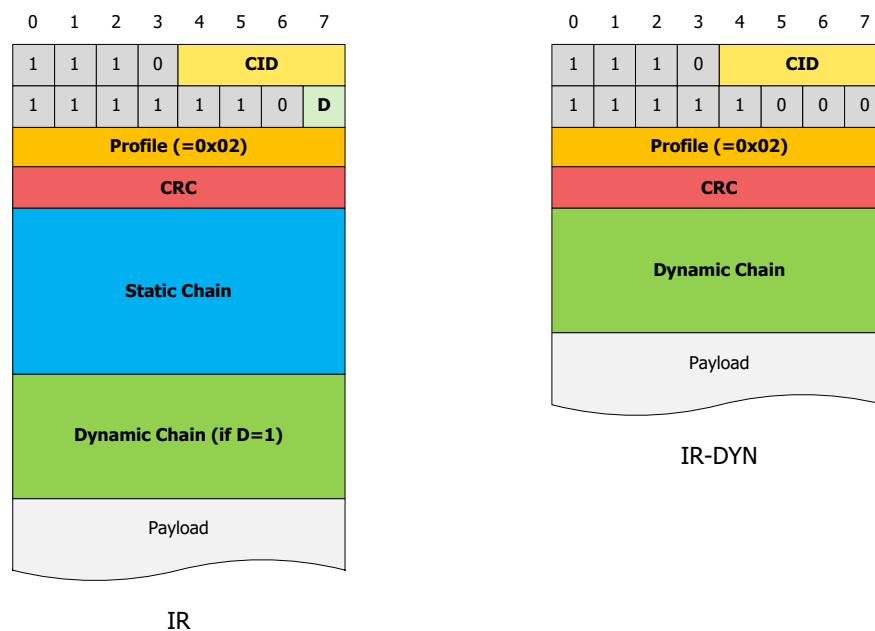 0 1 2 3 4 5 6 7
1 1 1 0 CID
1 1 1 1 1 1 0 D
Profile (=0x02)
CRC
Static Chain
Dynamic Chain (if D=1)
Payload
IR
0 1 2 3 4 5 6 7
1 1 1 0 CID
1 1 1 1 1 0 0 0
Profile (=0x02)
CRC
Dynamic Chain
Payload
IR-DYN